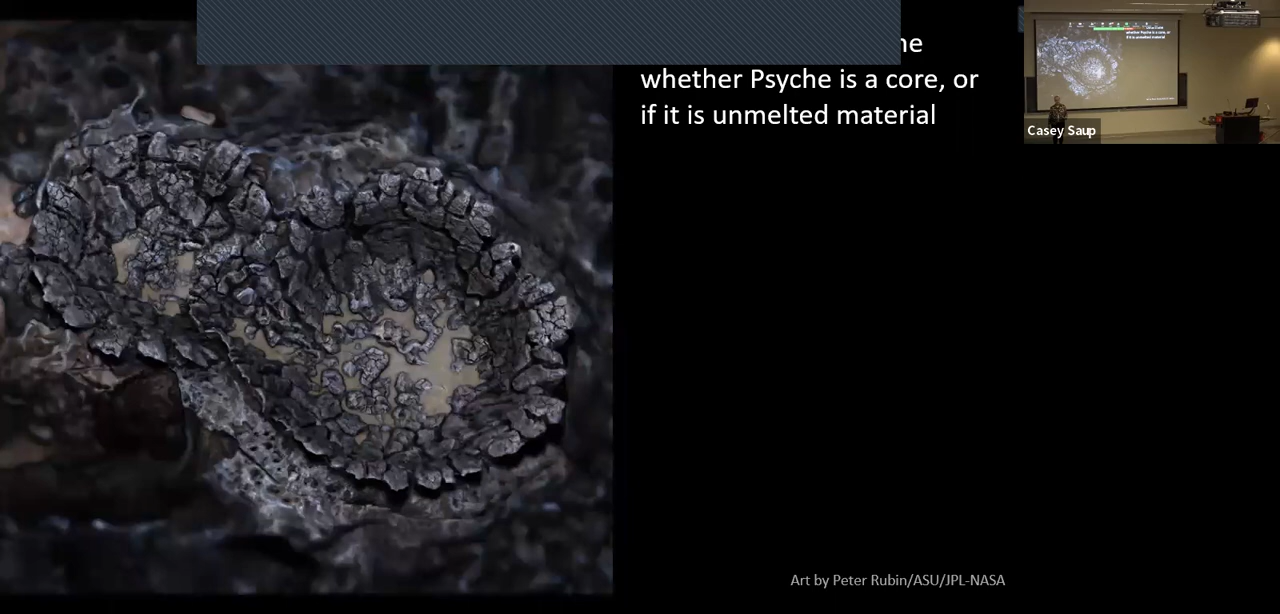 whether Psyche is a core, or
if it is unmelted material
Casey Saup
Art by Peter Rubin/ASU/JPL-NASA